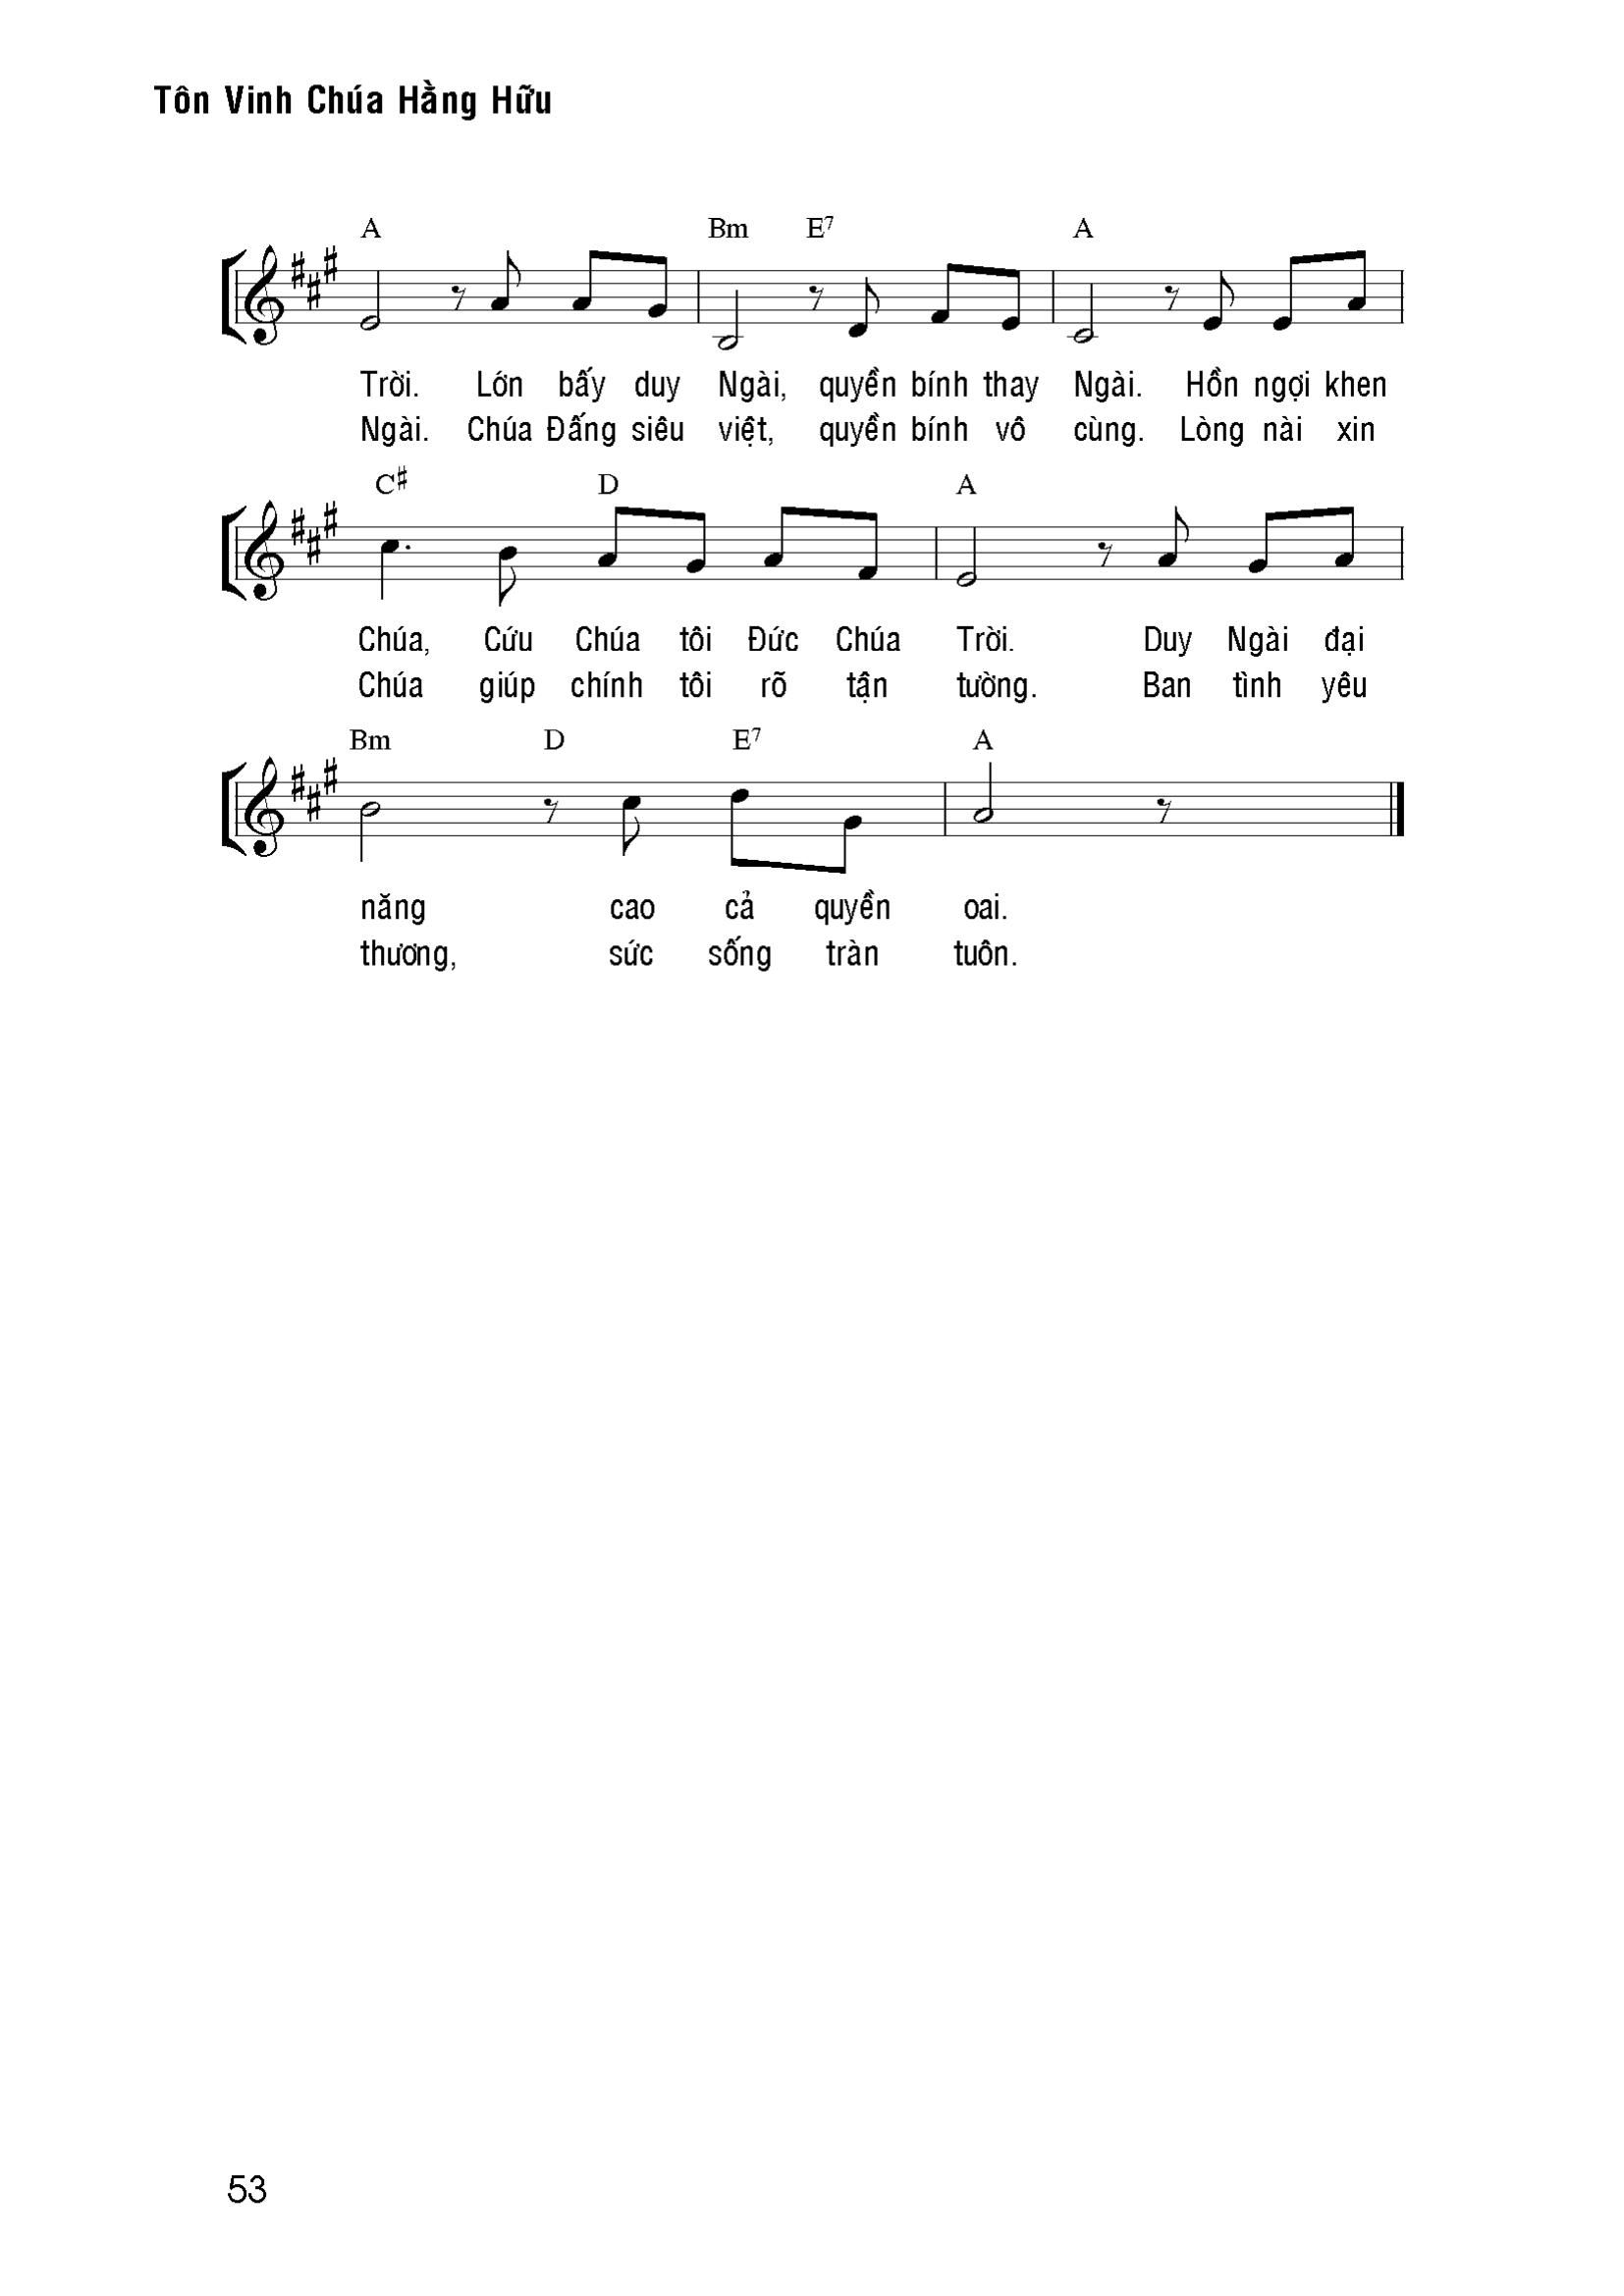 Tôn Vinh Chúa Hằng Hữu
A Bm E7 A
Trời. Lớn bấy duy Ngài, quyền bính thay Ngài. Hồn ngợi khen
Ngài. Chúa Đấng siêu việt, quyền bính vô cùng. Lòng nài xin
C♯ D A
Chúa, Cứu Chúa tôi Đức Chúa Trời. Duy Ngài đại
Chúa giúp chính tôi rõ tận tường. Ban tình yêu
Bm D E7 A
năng cao cả quyền oai.
thương, sức sống tràn tuôn.
53